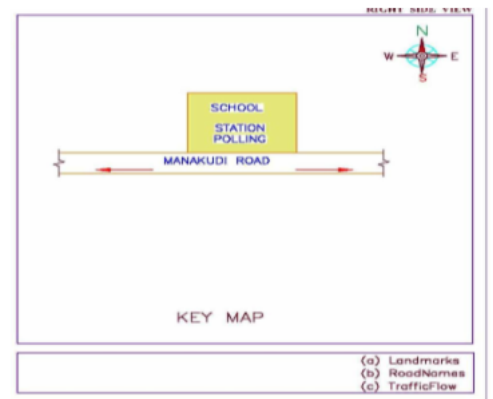 RIGHT SIDE VIEW
N
W E
S
SCHOOL
STATION
POLLING
MANAKUDI ROAD
KEY MAP
(a) Landmarks
(b) RoadNames
(c) TrafficFlow